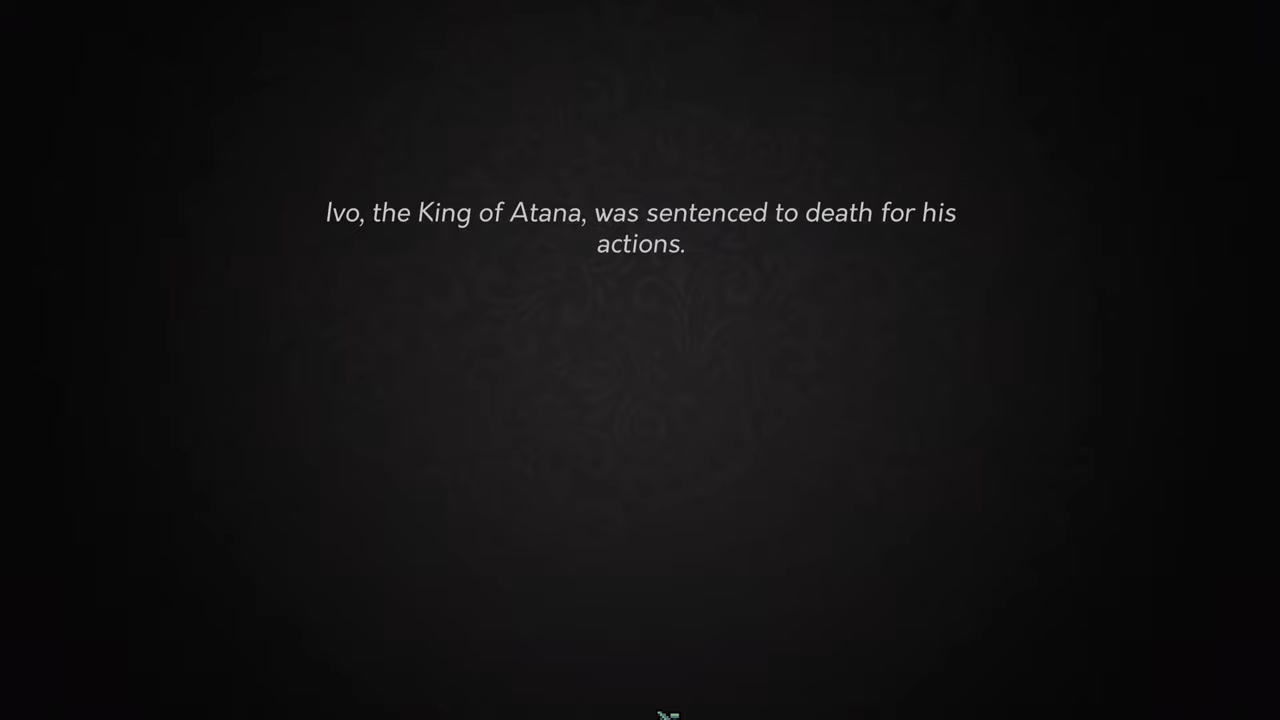 Ivo, the King of Atana, was sentenced to death for his
actions.